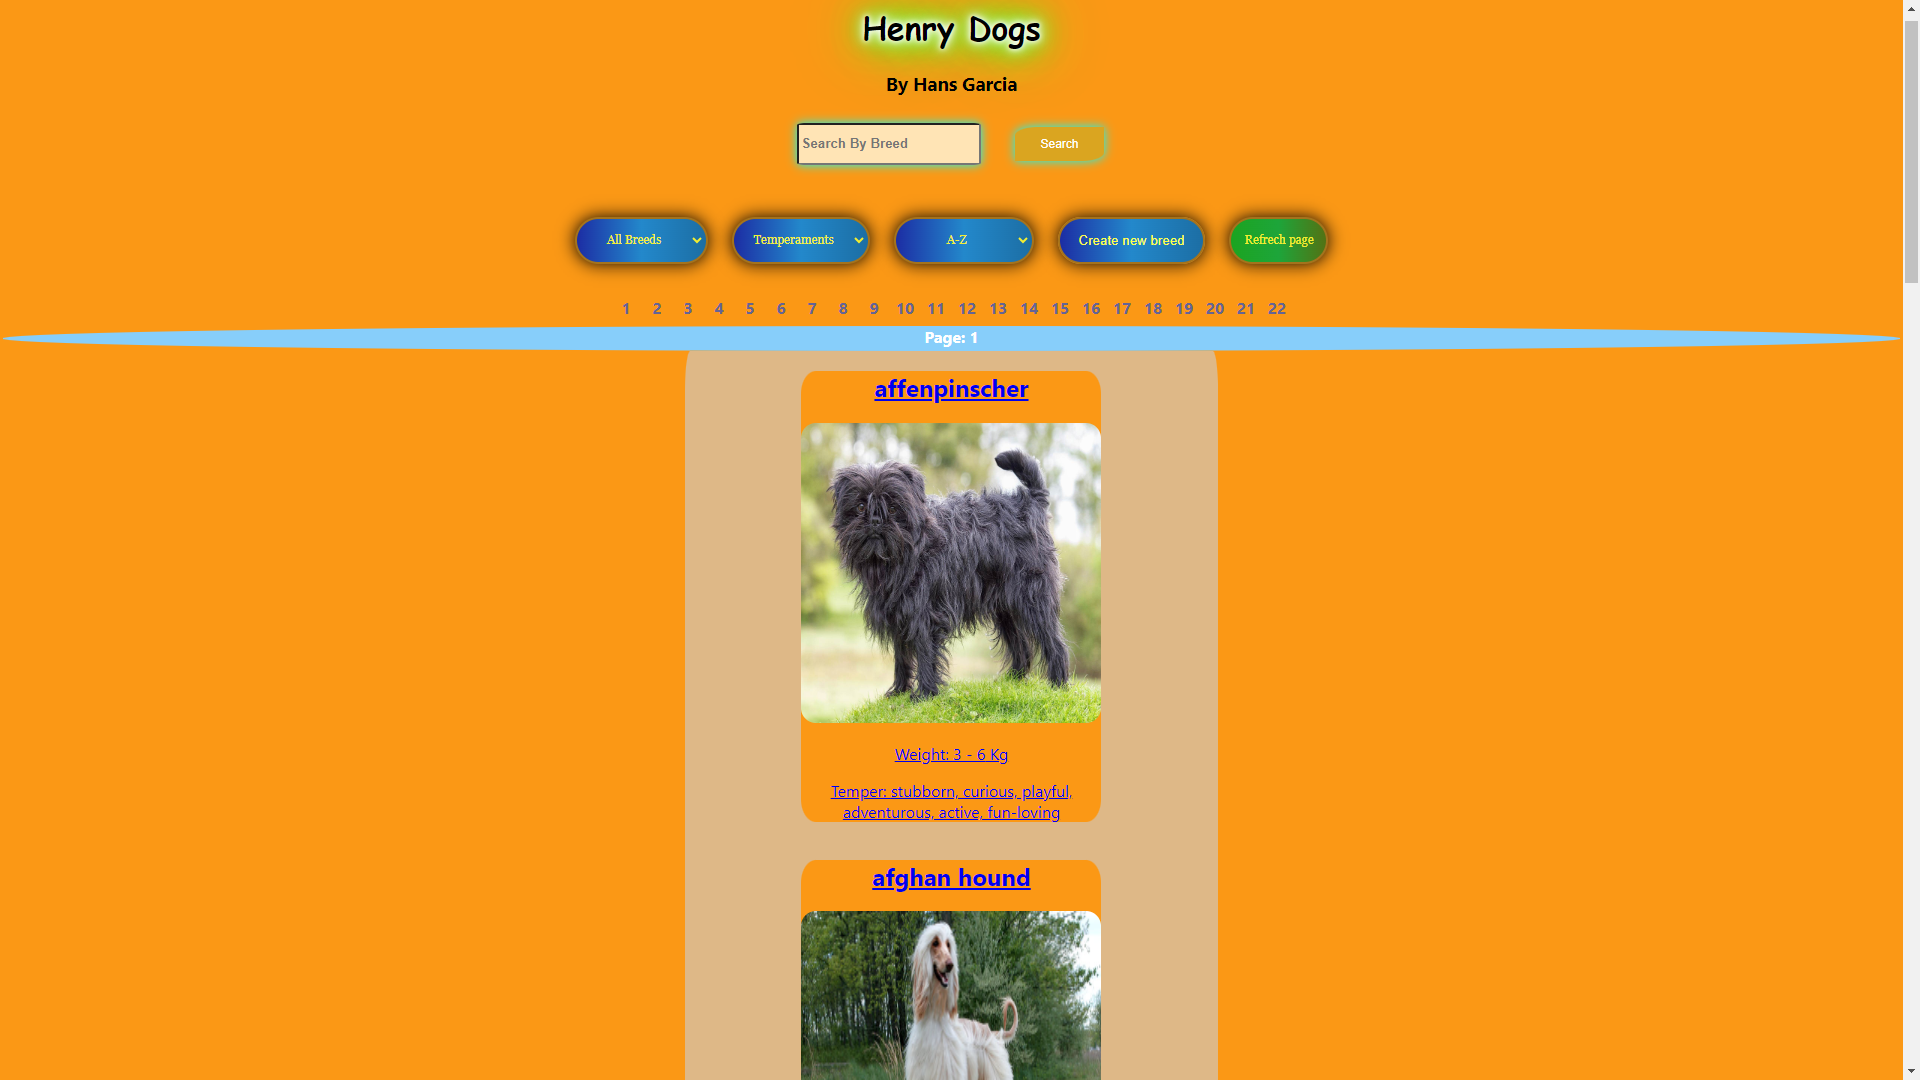 Henry Dogs
By Hans Garcia
Search By Breed
Search
All Breeds
Temperaments
A-Z
Create new breed
Refrech page
1 2 3 4 5 6 7 8 9 10 11 12 13 14 15 16 17 18 19 20 21 22
Page: 1
affenpinscher
Weight: 3 - 6 Kg
Temper: stubborn, curious, playful,
adventurous, active, fun-loving
afghan hound